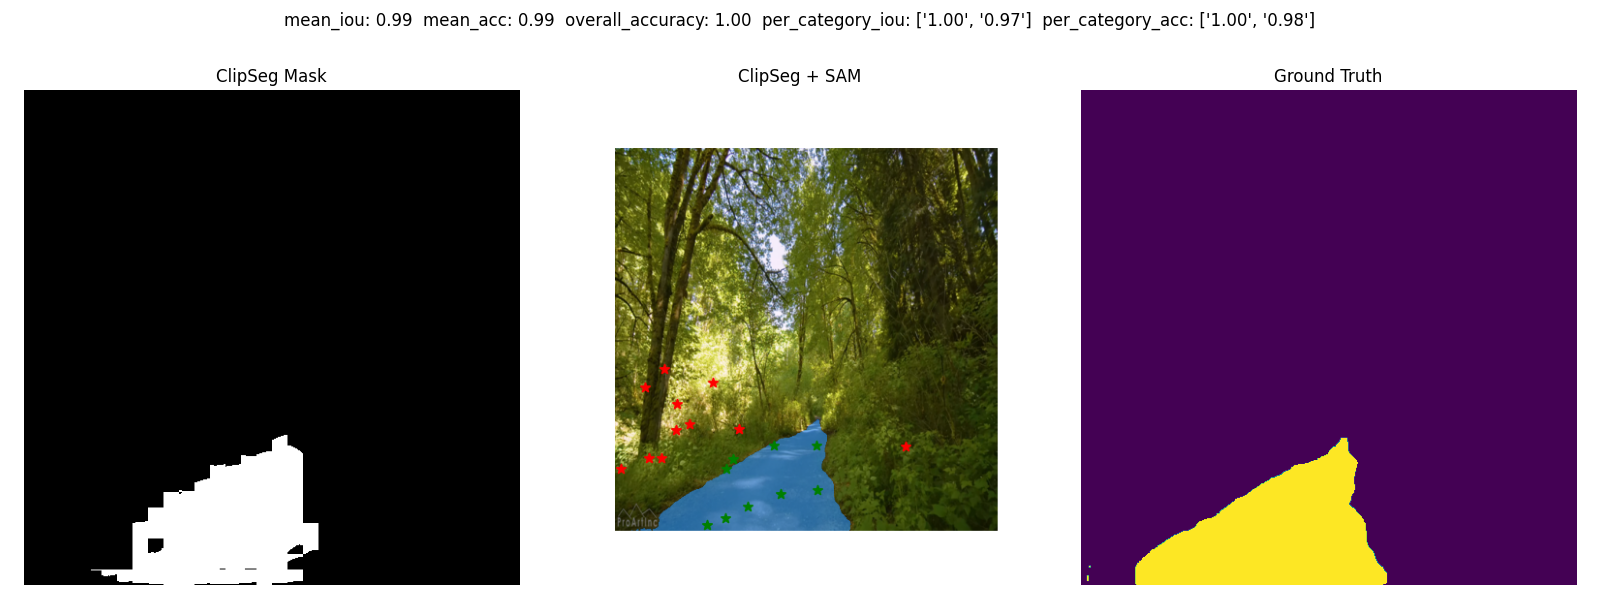 mean_iou: 0.99  mean_acc: 0.99  overall_accuracy: 1.00  per_category_iou: ['1.00', '0.97']  per_category_acc: ['1.00', '0.98']
ClipSeg Mask
ClipSeg + SAM
Ground Truth
ProArtInc